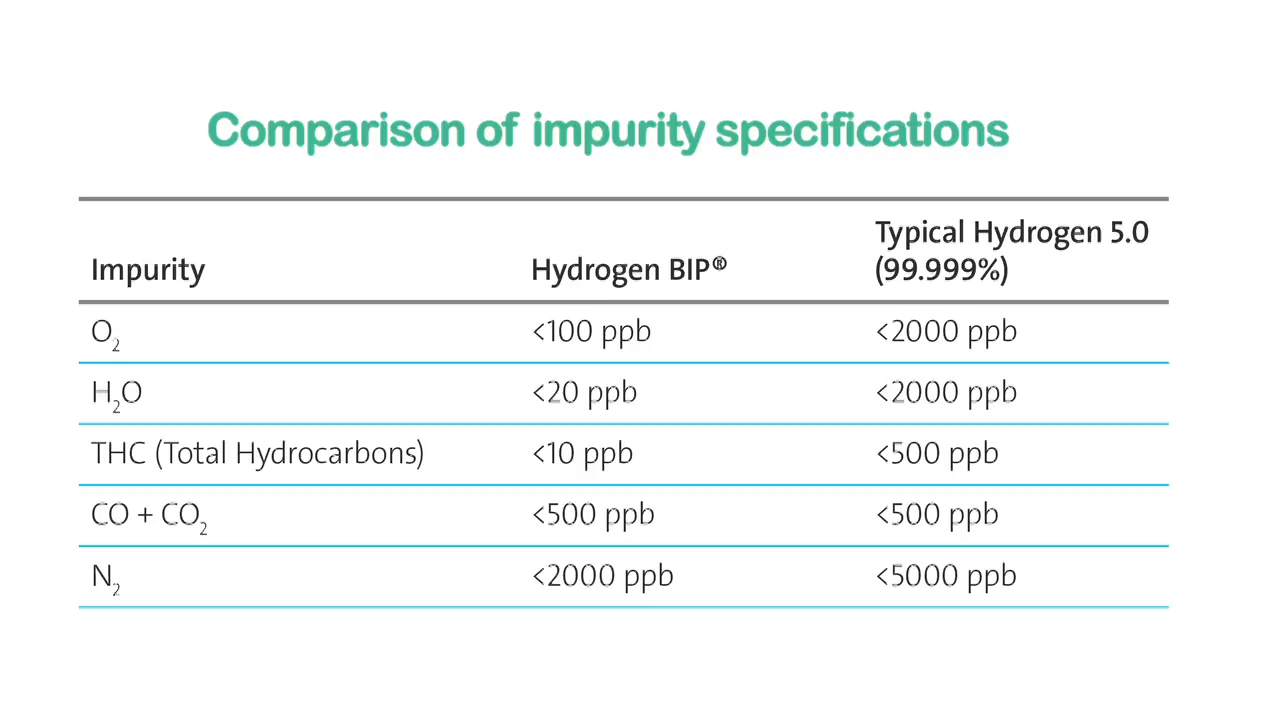 Comparison of impurity specifications
Impurity Hydrogen BIP® Typical Hydrogen 5.0 (99.999%)
O₂ <100 ppb <2000 ppb
H₂O <20 ppb <2000 ppb
THC (Total Hydrocarbons) <10 ppb <500 ppb
CO + CO₂ <500 ppb <500 ppb
N₂ <2000 ppb <5000 ppb